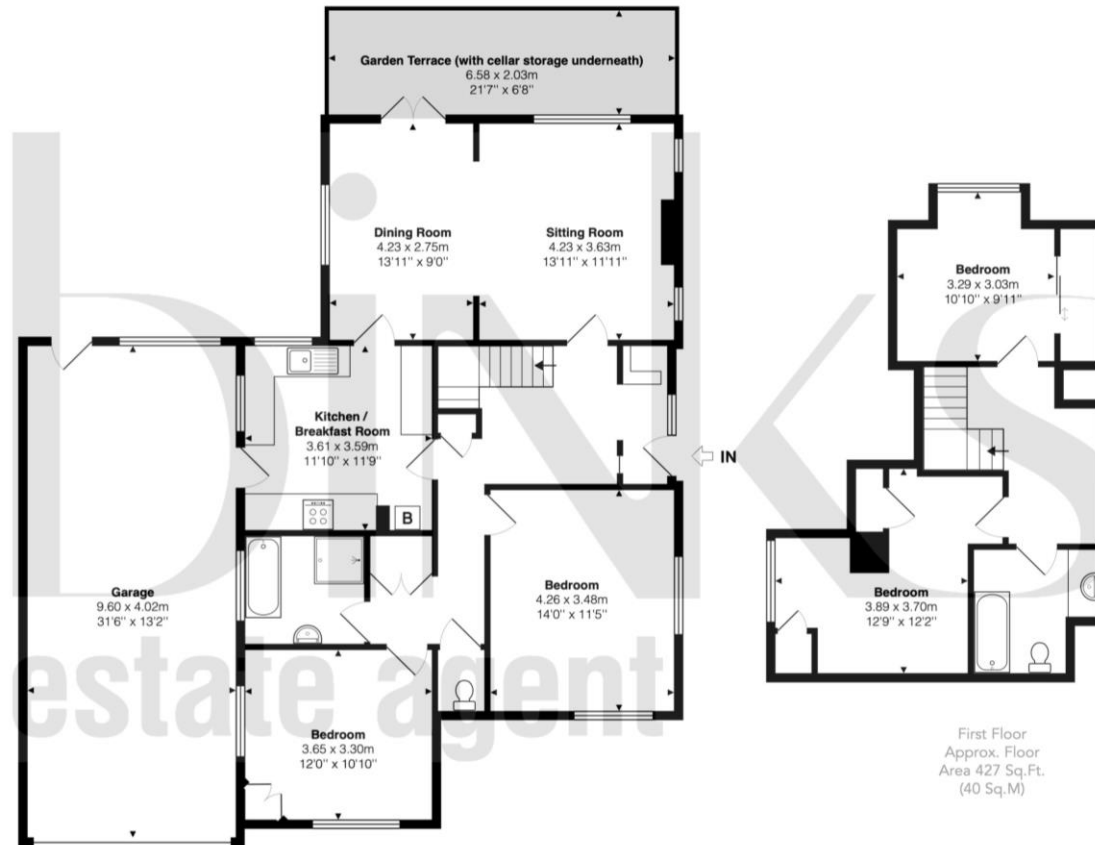 Garden Terrace (with cellar storage underneath)
6.58 x 2.03m
21'7'' x 6'8''
Dining Room
4.23 x 2.75m
13'11'' x 9'0''
Sitting Room
4.23 x 3.63m
13'11'' x 11'11''
Bedroom
3.29 x 3.03m
10'10'' x 9'11''
Kitchen /
Breakfast Room
3.61 x 3.59m
11'10'' x 11'9''
IN
B
Garage
9.60 x 4.02m
31'6'' x 13'2''
Bedroom
4.26 x 3.48m
14'0'' x 11'5''
Bedroom
3.89 x 3.70m
12'9'' x 12'2''
Bedroom
3.65 x 3.30m
12'0'' x 10'10''
First Floor
Approx. Floor
Area 427 Sq.Ft.
(40 Sq.M)
estate agent